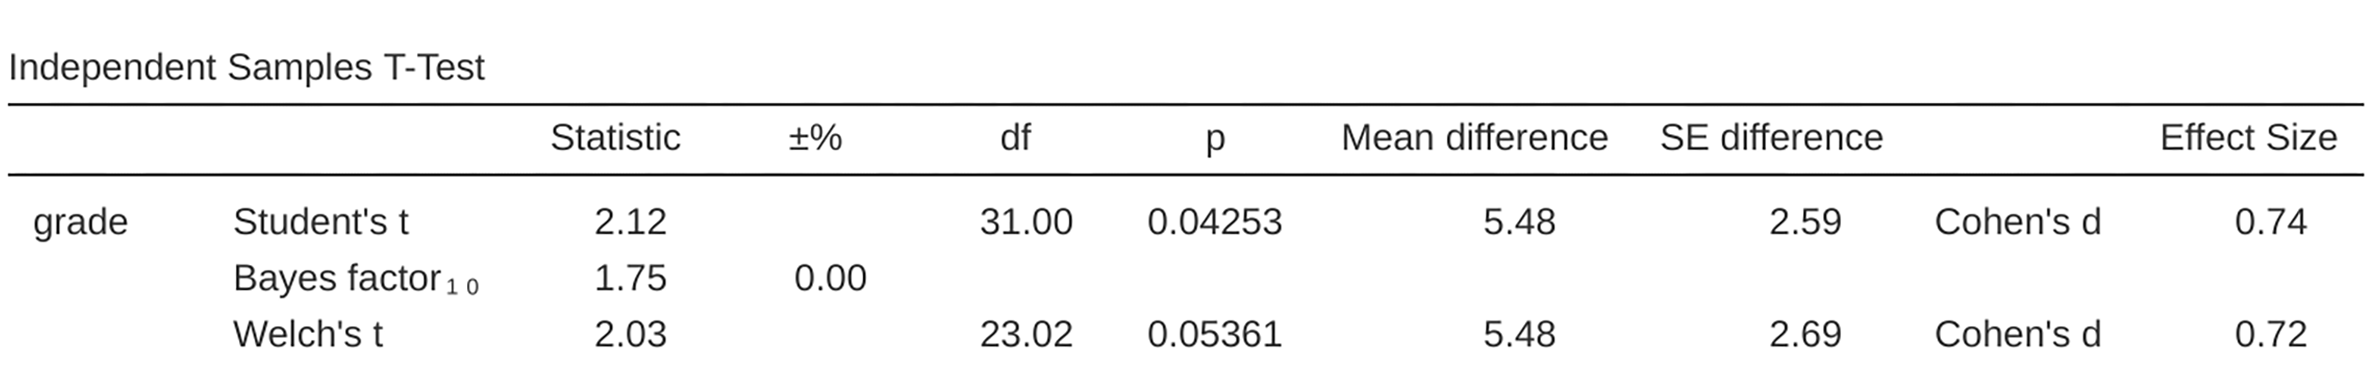 Independent Samples T-Test
Statistic ±% df p Mean difference SE difference Effect Size
grade Student's t 2.12 31.00 0.04253 5.48 2.59 Cohen's d 0.74
Bayes factor₁₀ 1.75 0.00
Welch's t 2.03 23.02 0.05361 5.48 2.69 Cohen's d 0.72